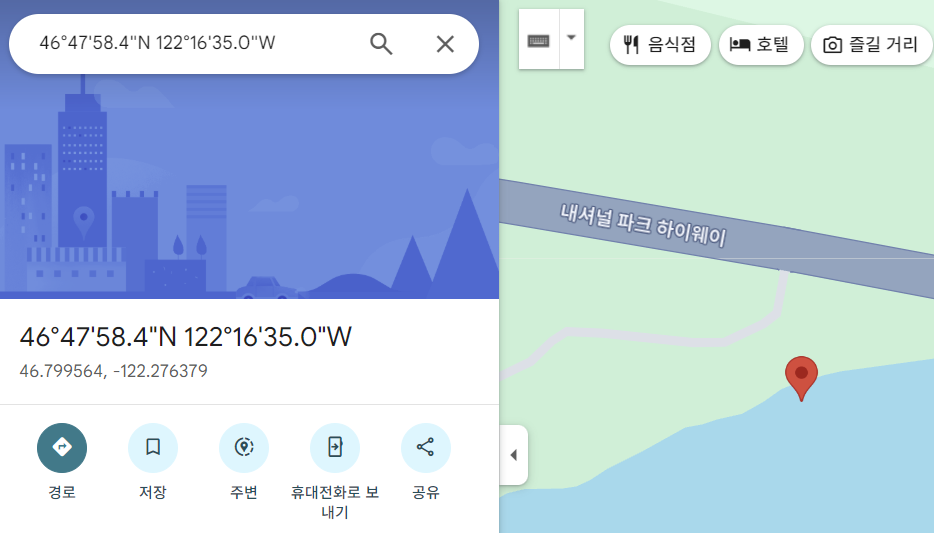 46°47'58.4"N 122°16'35.0"W
음식점
호텔
즐길 거리
내셔널 파크 하이웨이
46°47'58.4"N 122°16'35.0"W
46.799564, -122.276379
경로
저장
주변
휴대전화로 보
내기
공유